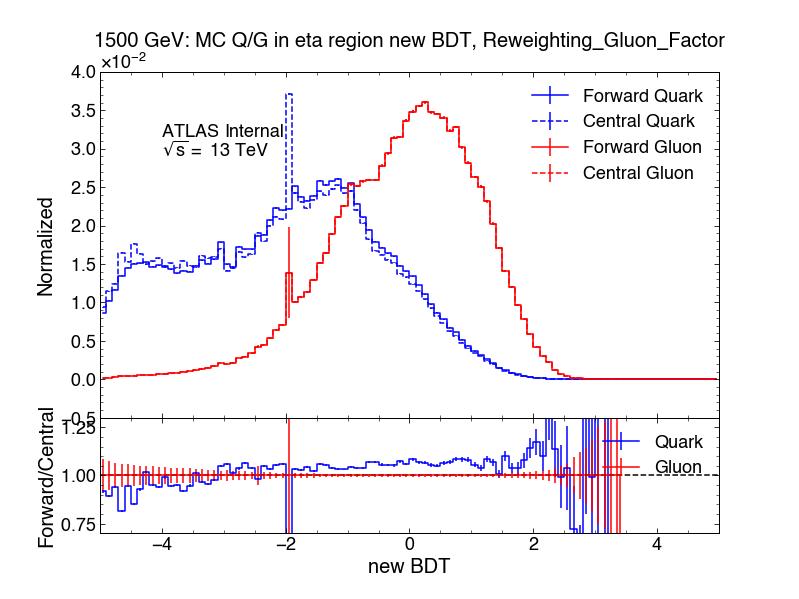 1500 GeV: MC Q/G in eta region new BDT, Reweighting_Gluon_Factor
×10−2
4.0
3.5
3.0
2.5
2.0
1.5
1.0
0.5
0.0
−0.5
Normalized
ATLAS Internal
√s = 13 TeV
Forward Quark
Central Quark
Forward Gluon
Central Gluon
1.25
1.00
0.75
Forward/Central
Quark
Gluon
−4 −2 0 2 4
new BDT